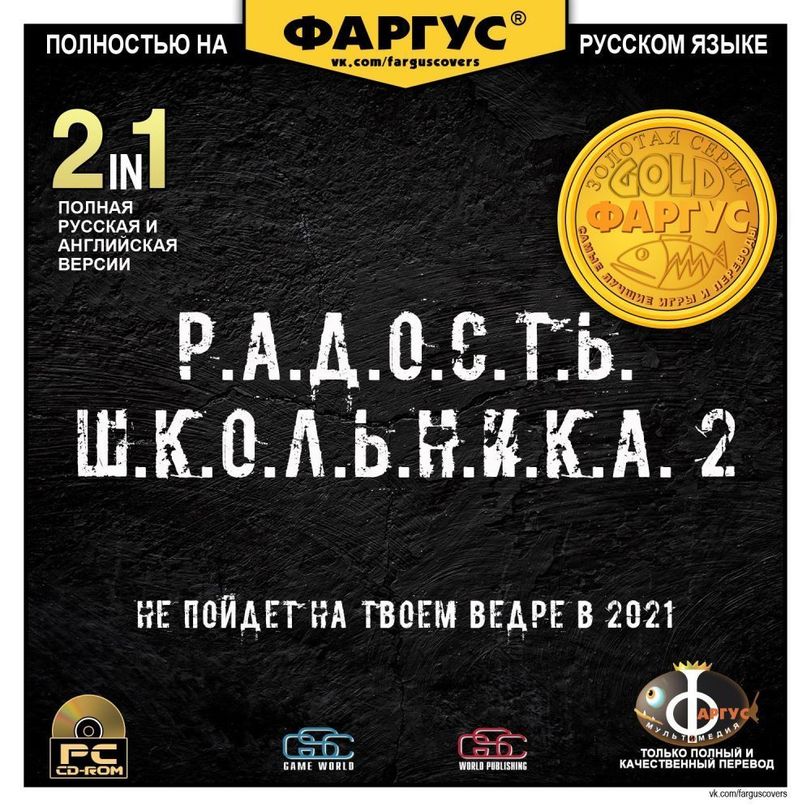 ПОЛНОСТЬЮ НА
ФАРГУС®
vk.com/farguscovers
РУССКОМ ЯЗЫКЕ
2IN1
ПОЛНАЯ
РУССКАЯ И
АНГЛИЙСКАЯ
ВЕРСИИ
ЗОЛОТАЯ СЕРИЯ
GOLD
ФАРГУС
САМЫЕ ЛУЧШИЕ ИГРЫ И ПЕРЕВОДЫ
Р.А.Д.О.С.Т.Ь.
Ш.К.О.Л.Ь.Н.И.К.А. 2
НЕ ПОЙДЕТ НА ТВОЕМ ВЕДРЕ В 2021
PC
CD-ROM
GSC
GAME WORLD
GSC
WORLD PUBLISHING
ФАРГУС
МУЛЬТИМЕДИА
ТОЛЬКО ПОЛНЫЙ И
КАЧЕСТВЕННЫЙ ПЕРЕВОД
vk.com/farguscovers